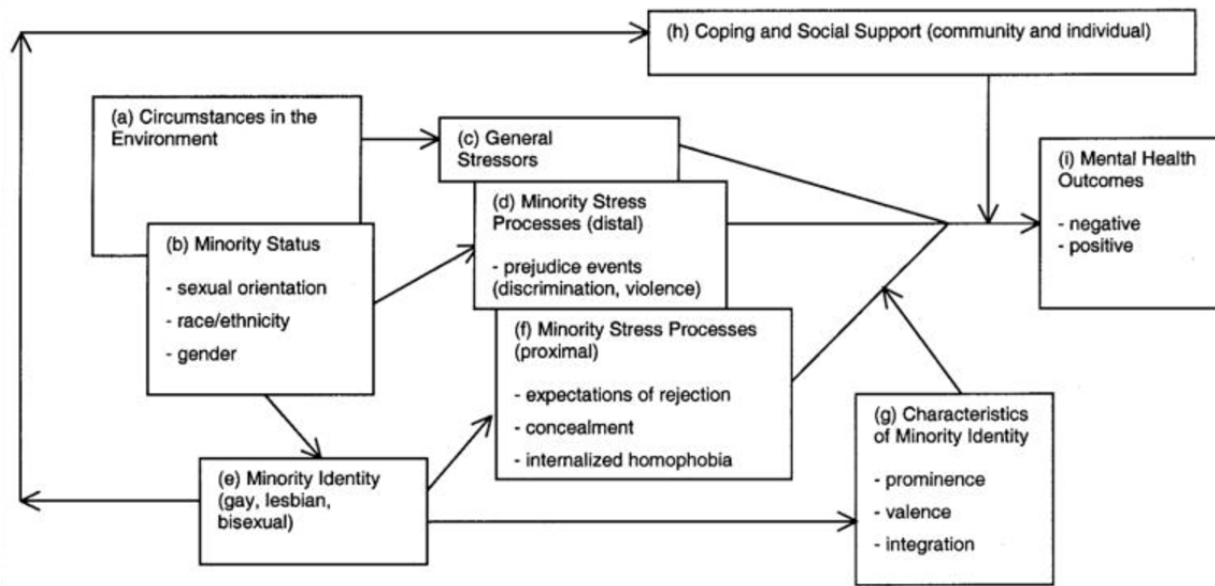 (h) Coping and Social Support (community and individual)
(a) Circumstances in the
Environment
(c) General
Stressors
(i) Mental Health
Outcomes
- negative
- positive
(d) Minority Stress
Processes (distal)
- prejudice events
(discrimination, violence)
(b) Minority Status
- sexual orientation
- race/ethnicity
- gender
(f) Minority Stress Processes
(proximal)
- expectations of rejection
- concealment
- internalized homophobia
(g) Characteristics
of Minority Identity
- prominence
- valence
- integration
(e) Minority Identity
(gay, lesbian,
bisexual)